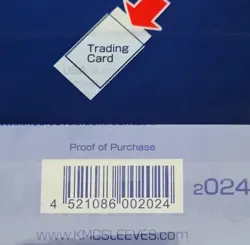 Trading
Card
Proof of Purchase
2024
4 521086 002024
www.KMCSLEEVES.com